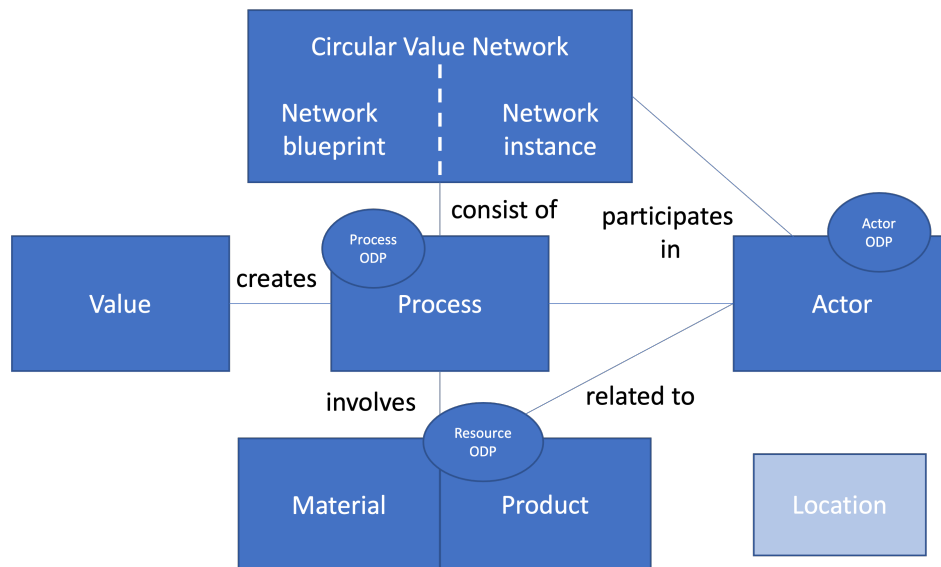 Circular Value Network
Network
blueprint
Network
instance
consist of
participates
in
Process
ODP
Actor
ODP
Value
creates
Process
Actor
involves
related to
Resource
ODP
Material
Product
Location